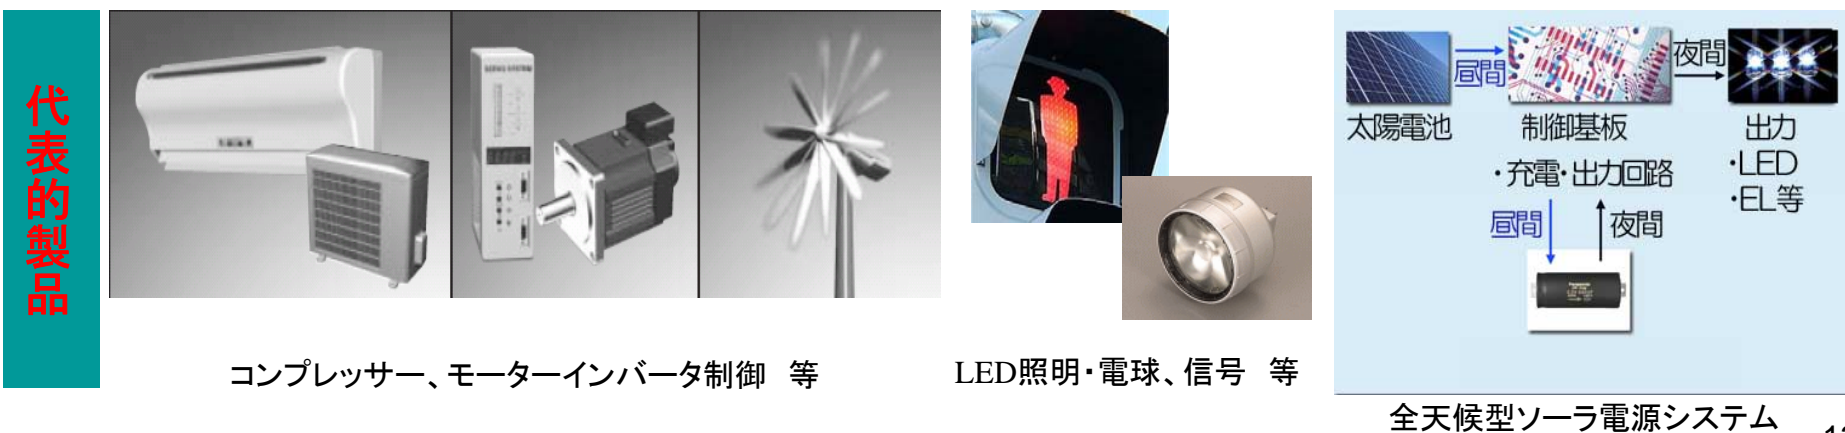 代表的製品
SERVO SYSTEM
コンプレッサー、モーターインバータ制御　等
LED照明・電球、信号　等
昼間
夜間
太陽電池
制御基板
・充電・出力回路
出力
・LED
・EL等
昼間
夜間
Panasonic
全天候型ソーラ電源システム